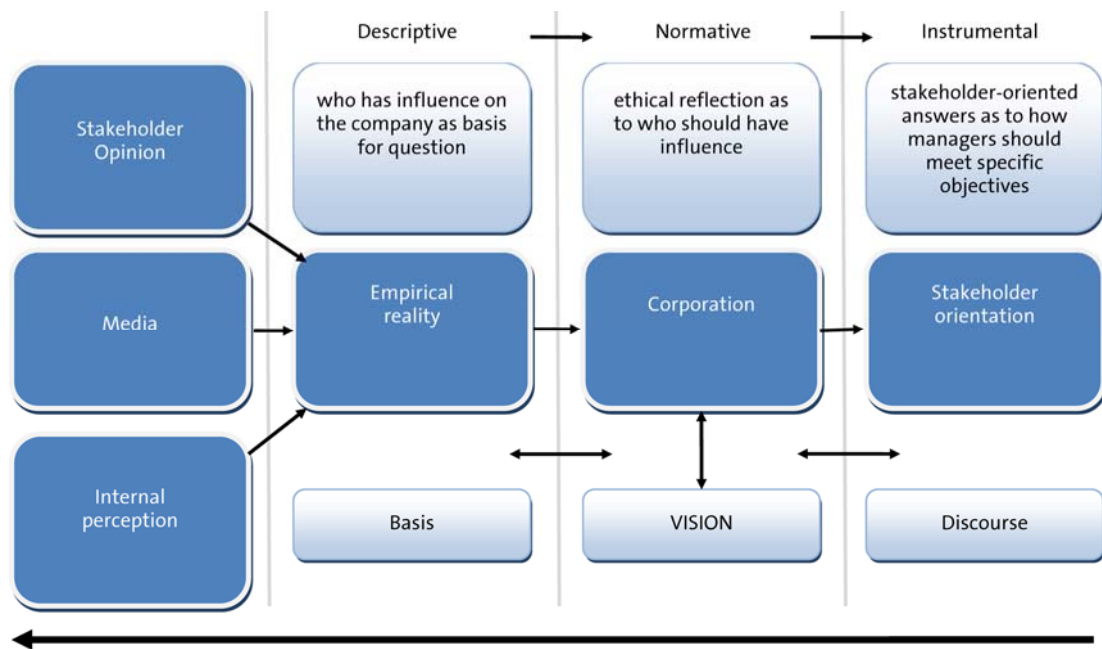 Descriptive
Normative
Instrumental
Stakeholder
Opinion
who has influence on
the company as basis
for question
ethical reflection as
to who should have
influence
stakeholder-oriented
answers as to how
managers should
meet specific
objectives
Media
Empirical
reality
Corporation
Stakeholder
orientation
Internal
perception
Basis
VISION
Discourse